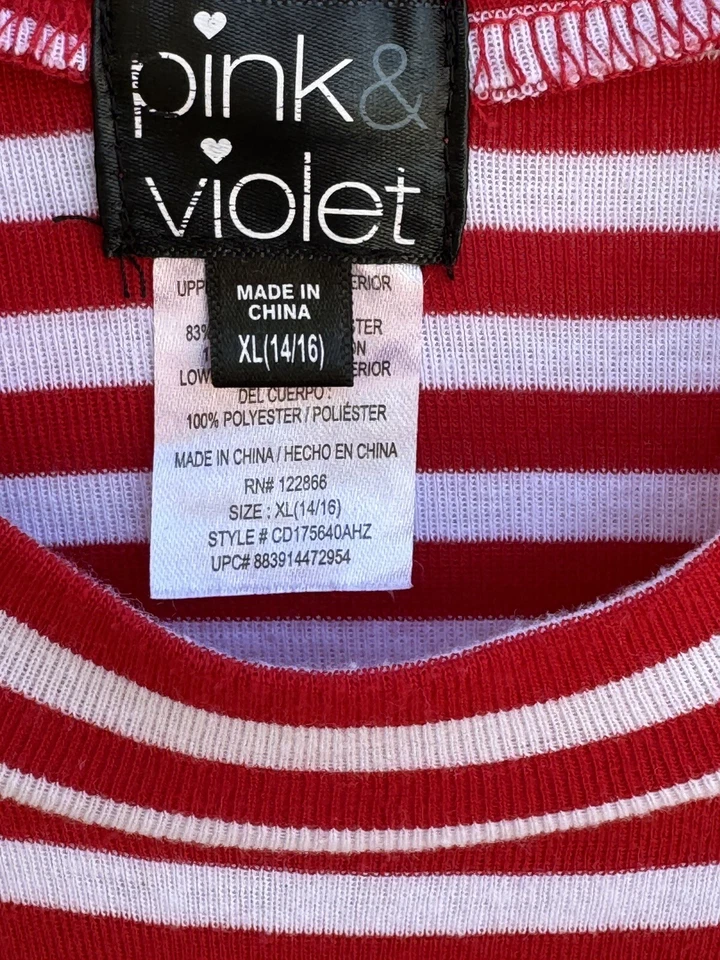 pink &
violet
MADE IN
CHINA
XL(14/16)
DEL CUERPO :
100% POLYESTER / POLIÉSTER
MADE IN CHINA / HECHO EN CHINA
RN# 122866
SIZE : XL(14/16)
STYLE # CD175640AHZ
UPC# 883914472954